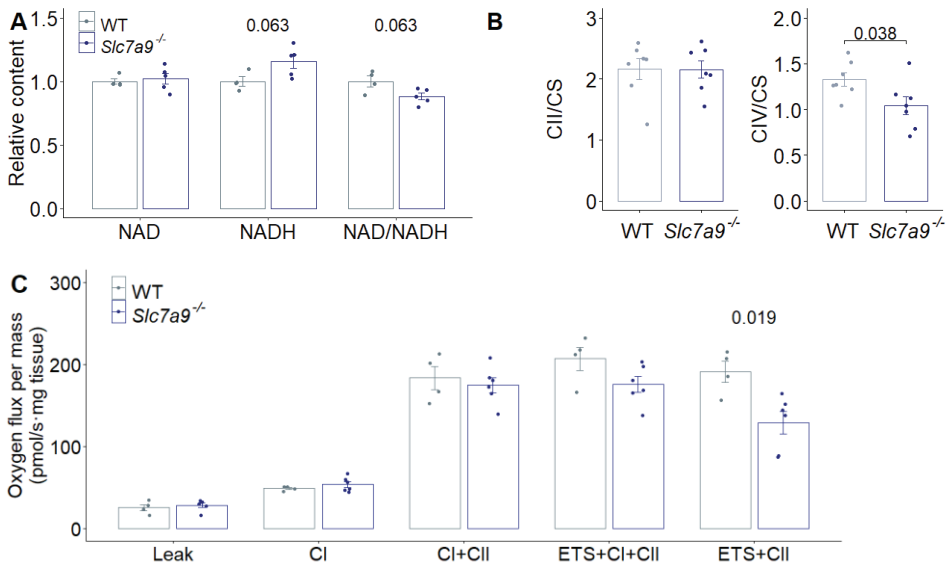 A
WT
Slc7a9-/-
0.063
0.063
1.5
1.0
0.5
0.0
Relative content
NAD
NADH
NAD/NADH
B
3
2
1
0
CII/CS
WT
Slc7a9-/-
0.038
2.0
1.5
1.0
0.5
0.0
CIV/CS
WT
Slc7a9-/-
C
WT
Slc7a9-/-
0.019
300
200
100
0
Oxygen flux per mass
(pmol/s·mg tissue)
Leak
CI
CI+CII
ETS+CI+CII
ETS+CII